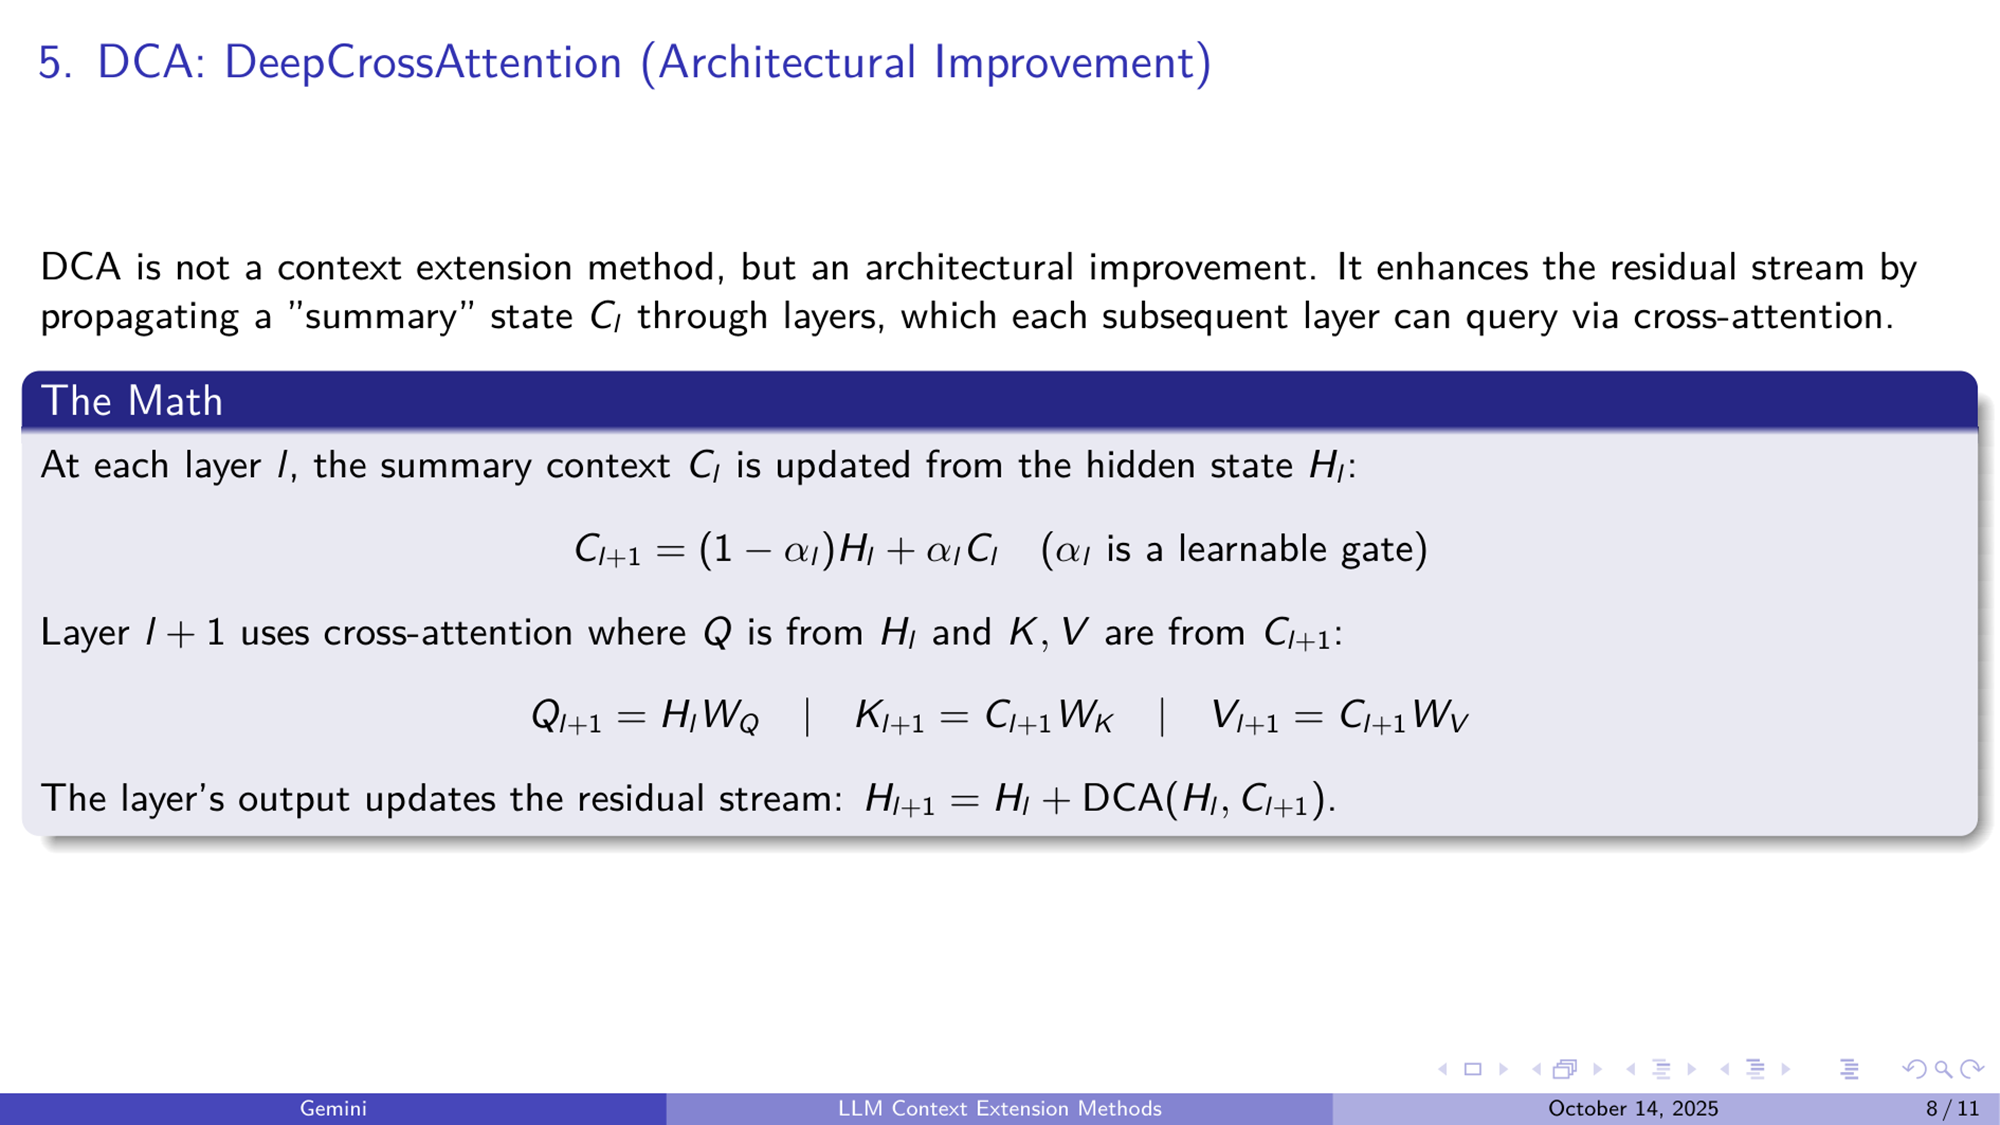 5. DCA: DeepCrossAttention (Architectural Improvement)
DCA is not a context extension method, but an architectural improvement. It enhances the residual stream by
propagating a ”summary” state C_l through layers, which each subsequent layer can query via cross-attention.
The Math
At each layer l, the summary context C_l is updated from the hidden state H_l:
C_{l+1} = (1 − α_l)H_l + α_l C_l (α_l is a learnable gate)
Layer l + 1 uses cross-attention where Q is from H_l and K, V are from C_{l+1}:
Q_{l+1} = H_l W_Q | K_{l+1} = C_{l+1} W_K | V_{l+1} = C_{l+1} W_V
The layer’s output updates the residual stream: H_{l+1} = H_l + DCA(H_l, C_{l+1}).
Gemini LLM Context Extension Methods October 14, 2025 8 / 11